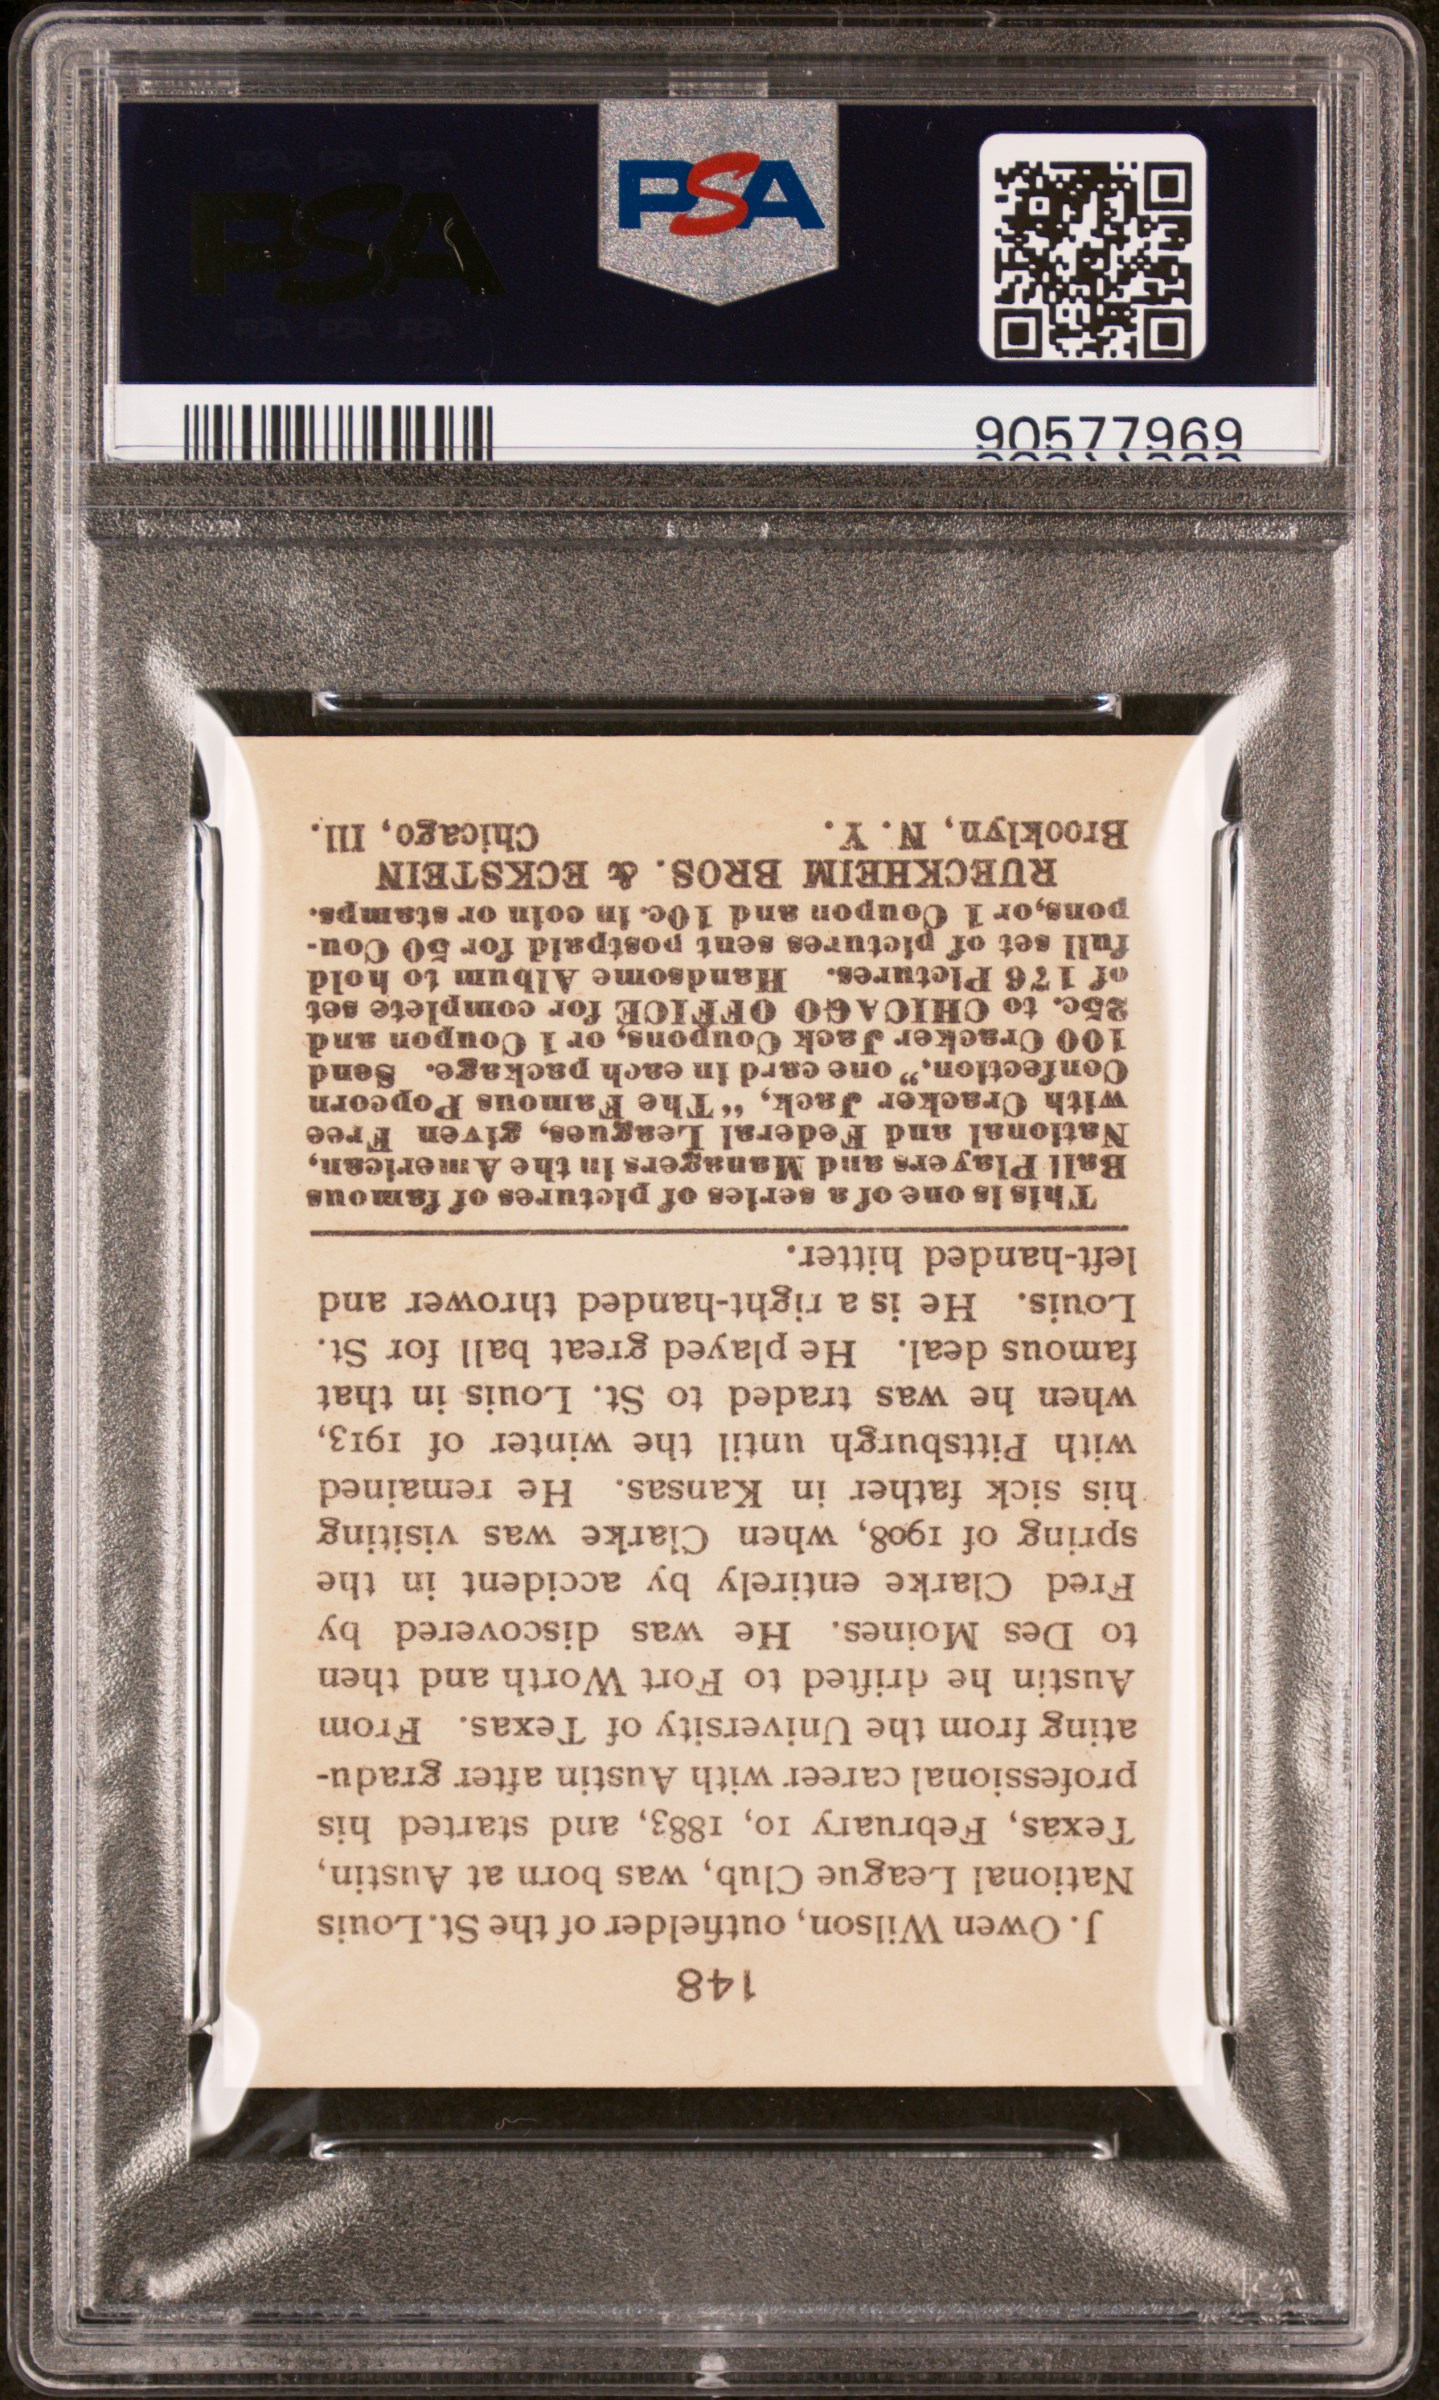 PSA
PSA
90577969
148
J. Owen Wilson, outfielder of the St. Louis
National League Club, was born at Austin,
Texas, February 10, 1883, and started his
professional career with Austin after gradu-
ating from the University of Texas. From
Austin he drifted to Fort Worth and then
to Des Moines. He was discovered by
Fred Clarke entirely by accident in the
spring of 1908, when Clarke was visiting
his sick father in Kansas. He remained
with Pittsburgh until the winter of 1913,
when he was traded to St. Louis in that
famous deal. He played great ball for St.
Louis. He is a right-handed thrower and
left-handed hitter.
This is one of a series of pictures of famous
Ball Players and Managers in the American,
National and Federal Leagues, given Free
with Cracker Jack, “The Famous Popcorn
Confection,” one card in each package. Send
100 Cracker Jack Coupons, or 1 Coupon and
25c. to CHICAGO OFFICE for complete set
of 176 Pictures. Handsome Album to hold
full set of pictures sent postpaid for 50 Cou-
pons, or 1 Coupon and 10c. in coin or stamps.
RUECKHEIM BROS. & ECKSTEIN
Brooklyn, N. Y. Chicago, Ill.